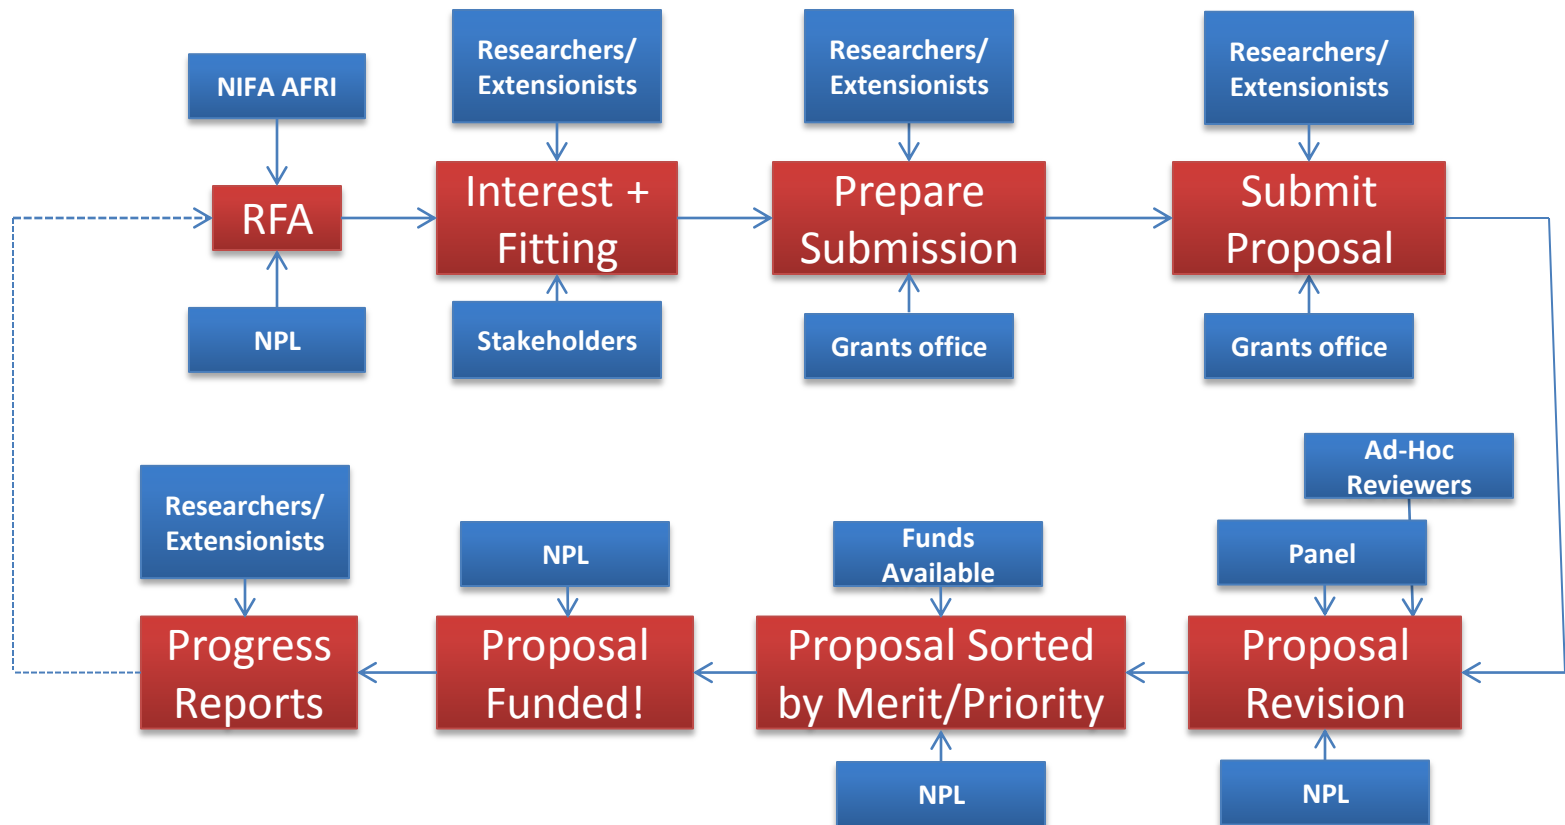 NIFA AFRI
Researchers/
Extensionists
Researchers/
Extensionists
Researchers/
Extensionists
RFA
Interest +
Fitting
Prepare
Submission
Submit
Proposal
NPL
Stakeholders
Grants office
Grants office
Ad-Hoc
Reviewers
Researchers/
Extensionists
NPL
Funds
Available
Panel
Progress
Reports
Proposal
Funded!
Proposal Sorted
by Merit/Priority
Proposal
Revision
NPL
NPL